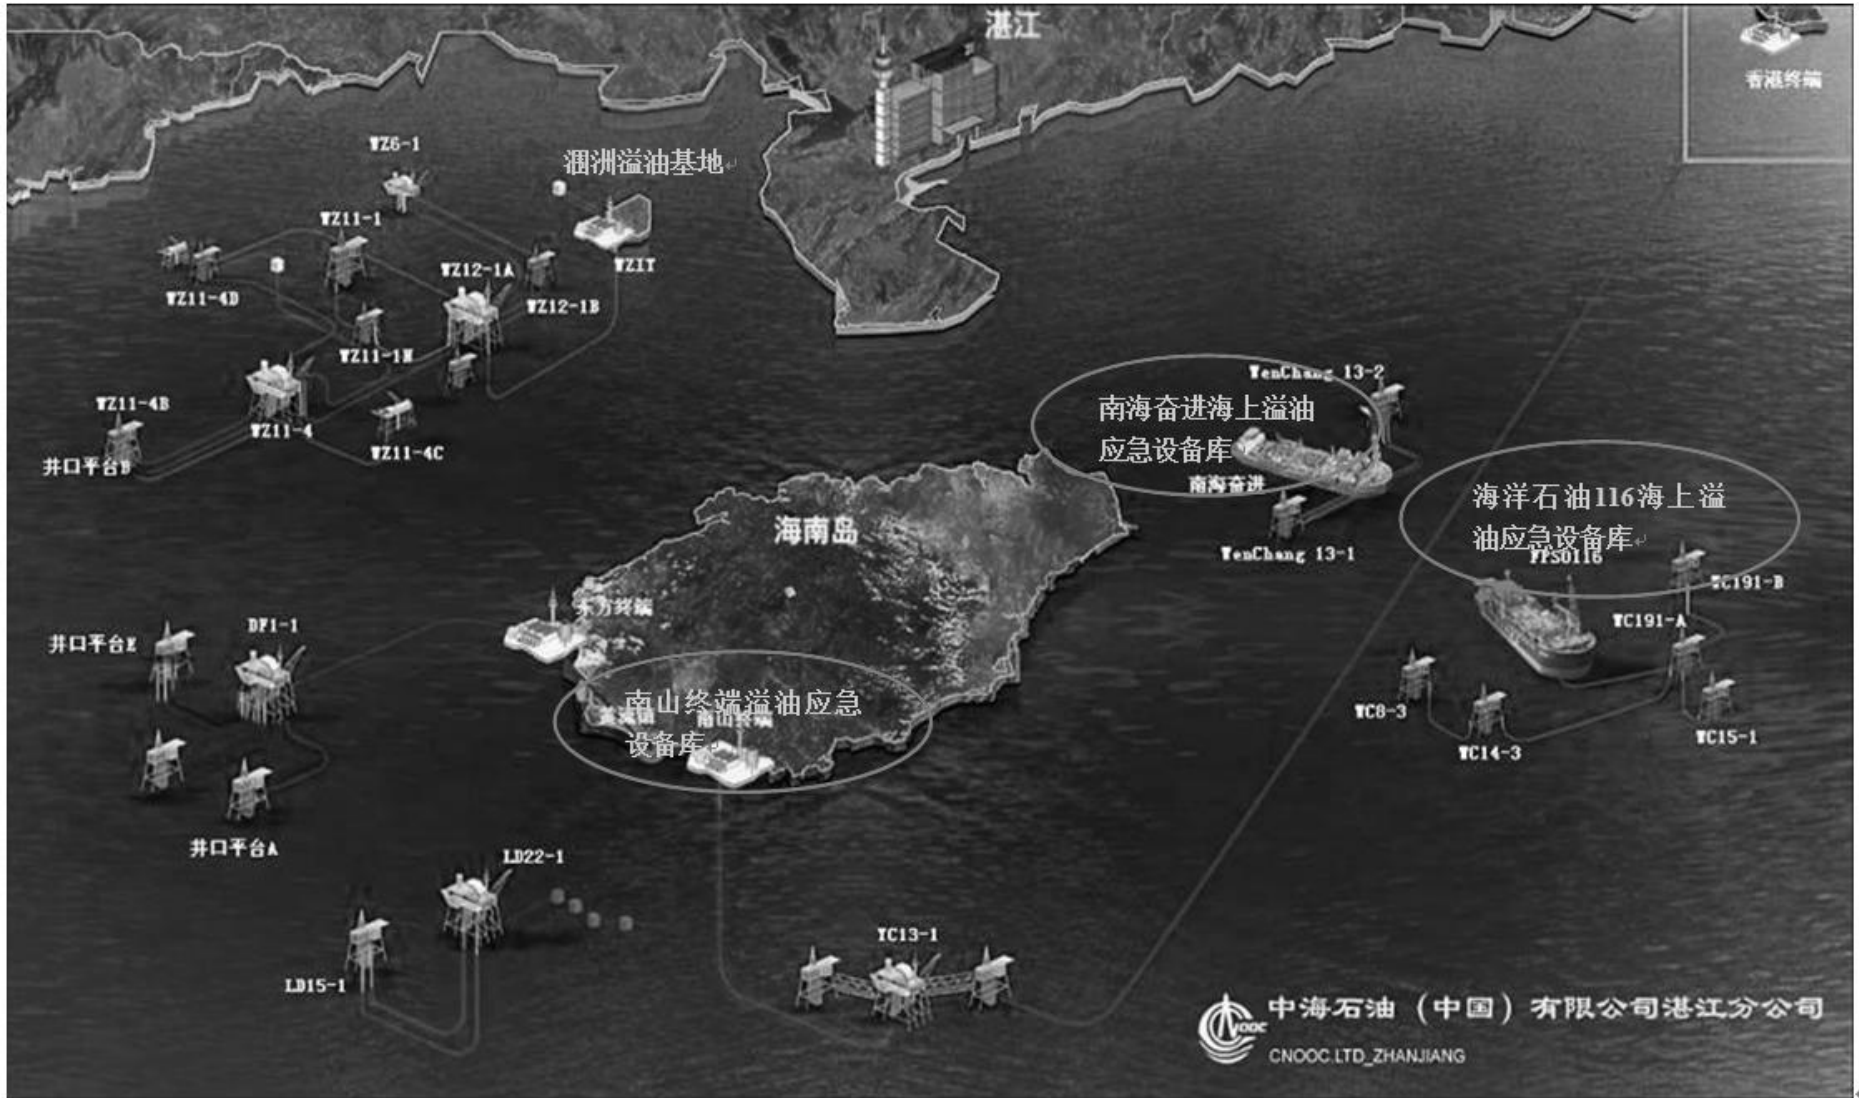 湛江
香港终端
WZ6-1
涠洲溢油基地
WZ11-1
WZIT
WZ12-1A
WZ11-4D
WZ12-1B
WZ11-1N
WenChang 13-2
WZ11-4B
南海奋进海上溢油
应急设备库
WZ11-4
WZ11-4C
井口平台B
南海奋进
海洋石油116海上溢
油应急设备库
海南岛
WenChang 13-1
FPSO116
WC191-B
东方终端
WC191-A
DF1-1
井口平台E
南山终端溢油应急
设备库
南山终端
WC8-3
WC14-3
WC15-1
井口平台A
LD22-1
YC13-1
LD15-1
中海石油（中国）有限公司湛江分公司
CNOOC
CNOOC.LTD_ZHANJIANG